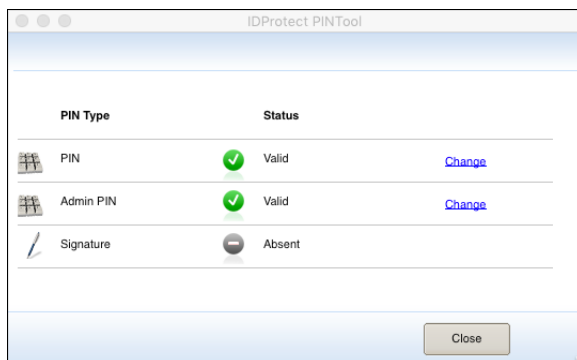 IDProtect PINTool
PIN Type Status
PIN Valid Change
Admin PIN Valid Change
Signature Absent
Close